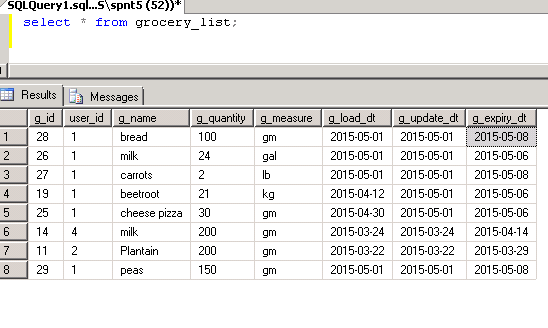 SQLQuery1.sql...S\spnt5 (52))*
select * from grocery_list;
Results Messages
g_id user_id g_name g_quantity g_measure g_load_dt g_update_dt g_expiry_dt
1 28 1 bread 100 gm 2015-05-01 2015-05-01 2015-05-08
2 26 1 milk 24 gal 2015-05-01 2015-05-01 2015-05-06
3 27 1 carrots 2 lb 2015-05-01 2015-05-01 2015-05-08
4 19 1 beetroot 21 kg 2015-04-12 2015-05-01 2015-05-06
5 25 1 cheese pizza 30 gm 2015-04-30 2015-05-01 2015-05-06
6 14 4 milk 200 gm 2015-03-24 2015-03-24 2015-04-14
7 11 2 Plantain 200 gm 2015-03-22 2015-03-22 2015-03-29
8 29 1 peas 150 gm 2015-05-01 2015-05-01 2015-05-08